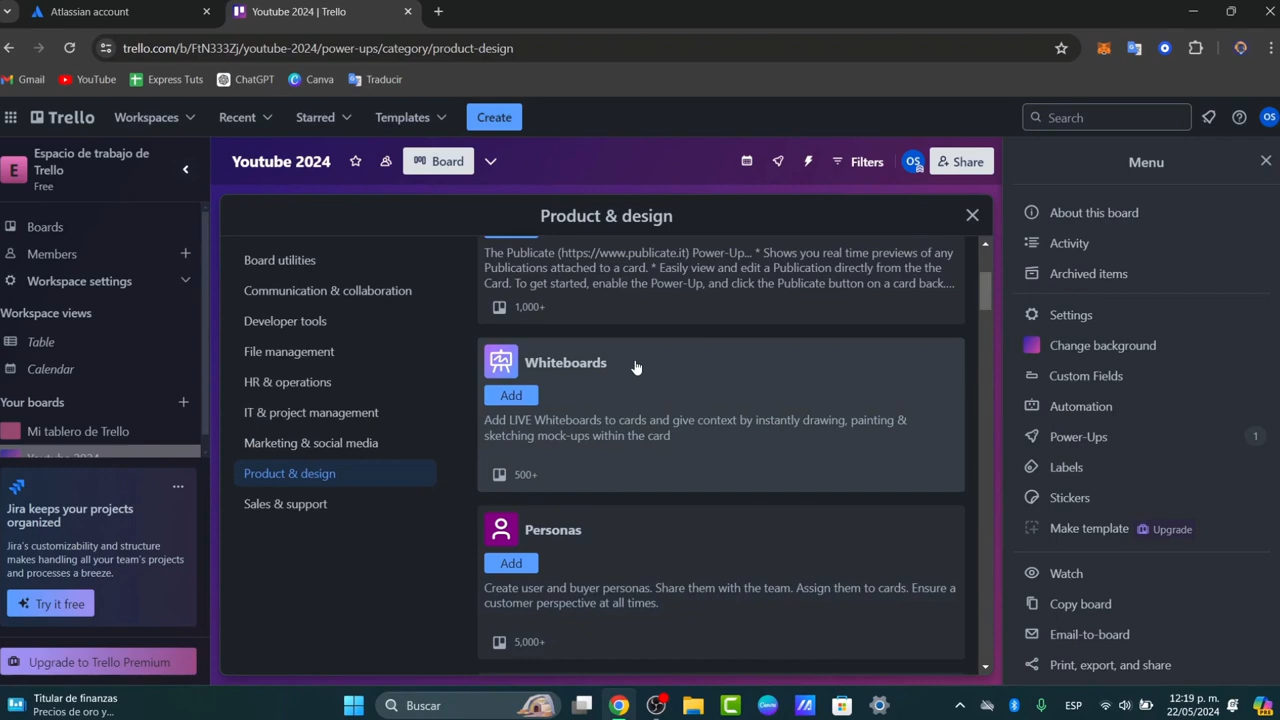 Atlassian account
Youtube 2024 | Trello
trello.com/b/FtN333Zj/youtube-2024/power-ups/category/product-design
Gmail
YouTube
Express Tuts
ChatGPT
Canva
Traducir
Trello
Workspaces
Recent
Starred
Templates
Create
Search
OS
E
Espacio de trabajo de
Trello
Free
Boards
Members
Workspace settings
Workspace views
Table
Calendar
Your boards
Mi tablero de Trello
Youtube 2024
Jira keeps your projects
organized
Jira's customizability and structure
makes handling all your team's projects
and processes a breeze.
Try it free
Upgrade to Trello Premium
Youtube 2024
Board
Filters
OS
Share
Product & design
Board utilities
Communication & collaboration
Developer tools
File management
HR & operations
IT & project management
Marketing & social media
Product & design
Sales & support
The Publicate (https://www.publicate.it) Power-Up... * Shows you real time previews of any
Publications attached to a card. * Easily view and edit a Publication directly from the the
Card. To get started, enable the Power-Up, and click the Publicate button on a card back....
1,000+
Whiteboards
Add
Add LIVE Whiteboards to cards and give context by instantly drawing, painting &
sketching mock-ups within the card
500+
Personas
Add
Create user and buyer personas. Share them with the team. Assign them to cards. Ensure a
customer perspective at all times.
5,000+
Menu
About this board
Activity
Archived items
Settings
Change background
Custom Fields
Automation
Power-Ups
1
Labels
Stickers
Make template
Upgrade
Watch
Copy board
Email-to-board
Print, export, and share
Titular de finanzas
Precios de oro y...
Buscar
ESP
12:19 p. m.
22/05/2024
PRE